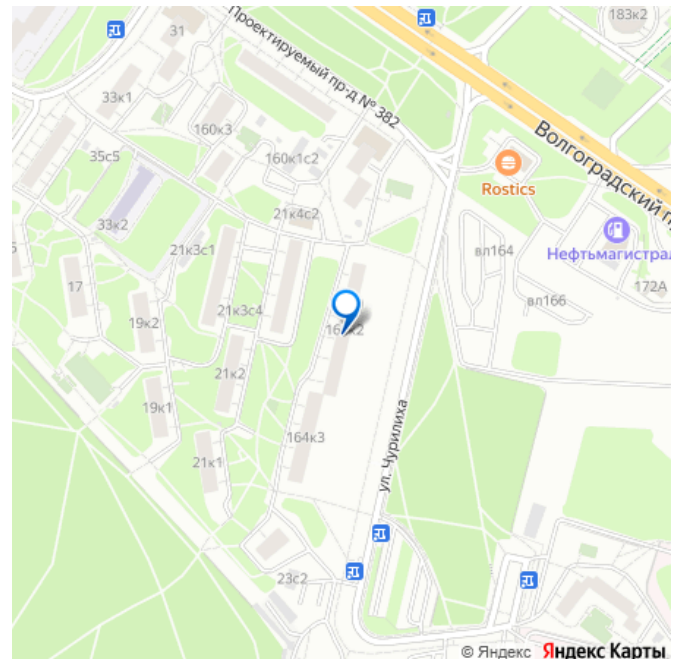 183к2
31
Проектируемый пр-д № 382
33к1
160к3
Волгоградский п
35с5
160к1с2
Rostics
33к2
21к4с2
21к3с1
вл164
Нефтьмагистрал
17
172А
вл166
19к2
21к3с4
21к2
19к1
164к3
ул. Чурилиха
21к1
23с2
© Яндекс Яндекс Карты